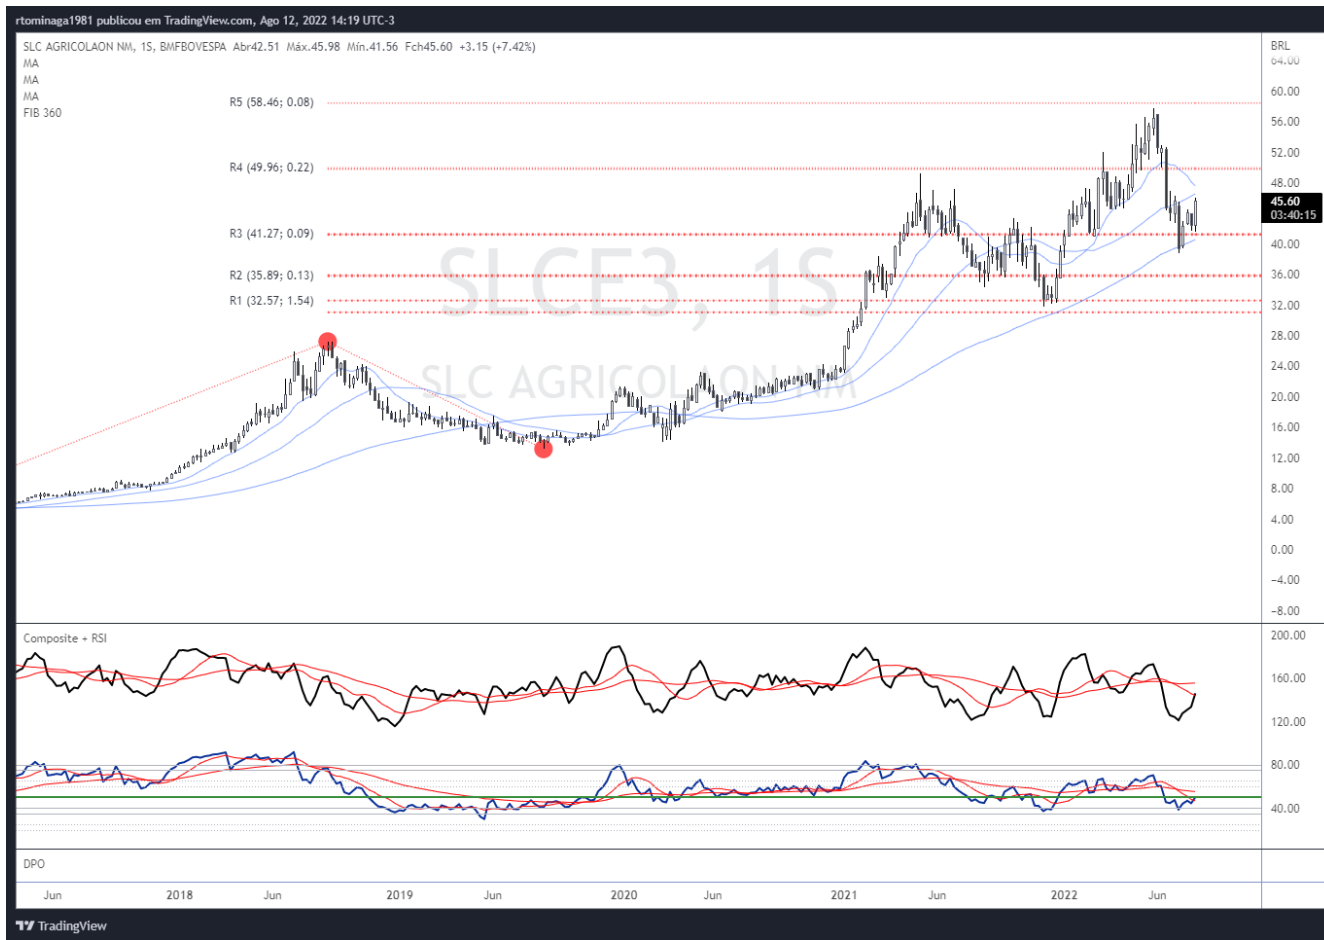 rtominaga1981 publicou em TradingView.com, Ago 12, 2022 14:19 UTC-3
SLC AGRICOLAON NM, 1S, BMFBOVESPA Abr42.51 Máx.45.98 Mín.41.56 Fch45.60 +3.15 (+7.42%)
MA
MA
MA
FIB 360
BRL
64.00
60.00
56.00
52.00
48.00
45.60
03:40:15
40.00
36.00
32.00
28.00
24.00
20.00
16.00
12.00
8.00
4.00
0.00
−4.00
−8.00
R5 (58.46; 0.08)
R4 (49.96; 0.22)
R3 (41.27; 0.09)
R2 (35.89; 0.13)
R1 (32.57; 1.54)
SLCE3, 1S
SLC AGRICOLAON NM
Composite + RSI
200.00
160.00
120.00
80.00
40.00
DPO
Jun 2018 Jun 2019 Jun 2020 Jun 2021 Jun 2022 Jun
TradingView